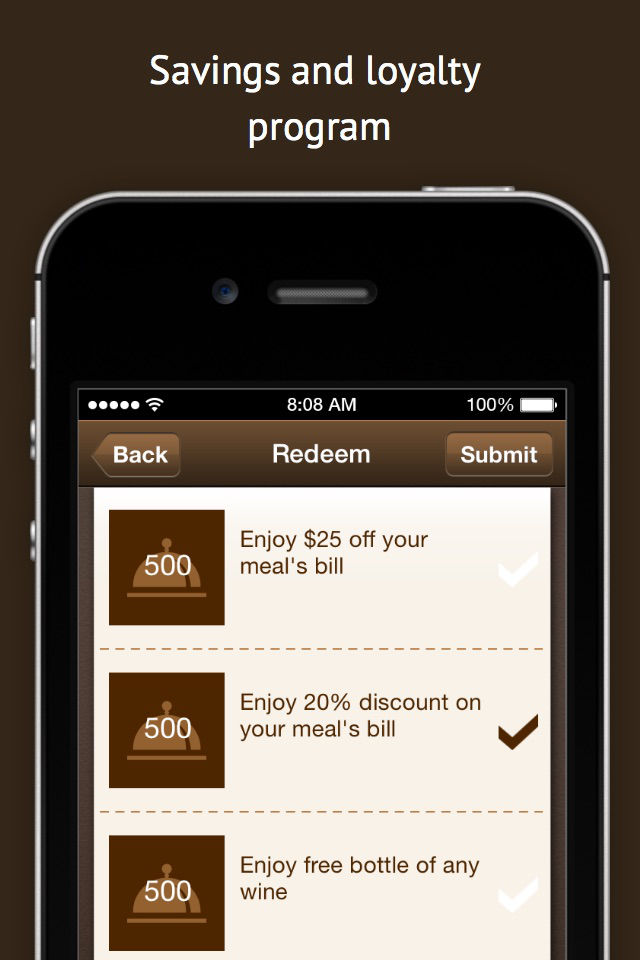 Savings and loyalty
program
8:08 AM
100%
Back
Redeem
Submit
500
Enjoy $25 off your
meal's bill
500
Enjoy 20% discount on
your meal's bill
500
Enjoy free bottle of any
wine